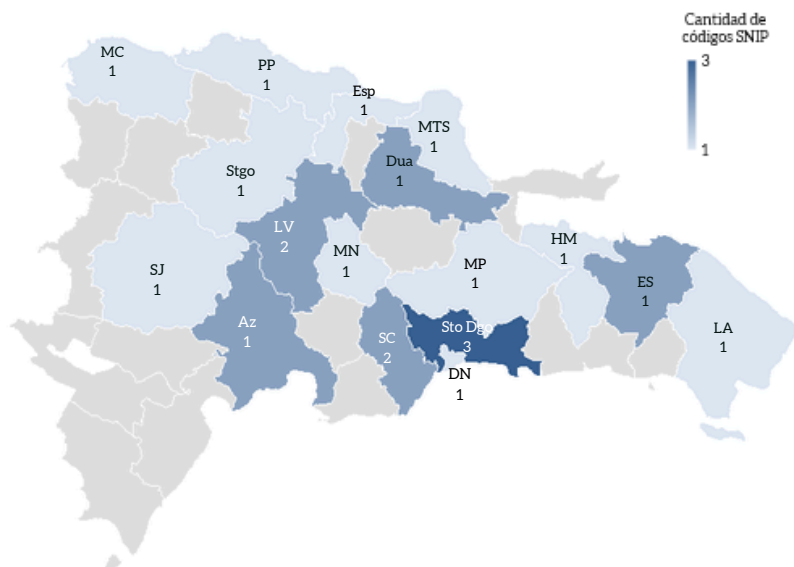 Cantidad de
códigos SNIP
3
1
MC
1
PP
1
Esp
1
MTS
1
Dua
1
Stgo
1
LV
2
MN
1
HM
1
MP
1
SJ
1
ES
1
Az
1
SC
2
Sto Dgo
3
LA
1
DN
1